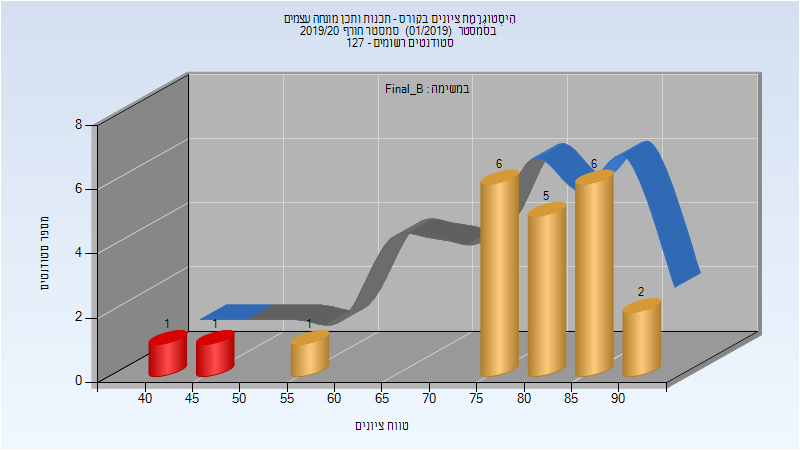 היסטוגרמת ציונים בקורס - תכנות ותכן מונחה עצמים
בסמסטר (01/2019) סמסטר חורף 2019/20
סטודנטים רשומים - 127
במשימה : Final_B
מספר סטודנטים
8
6
4
2
0
1
1
1
6
5
6
2
40 45 50 55 60 65 70 75 80 85 90
טווח ציונים